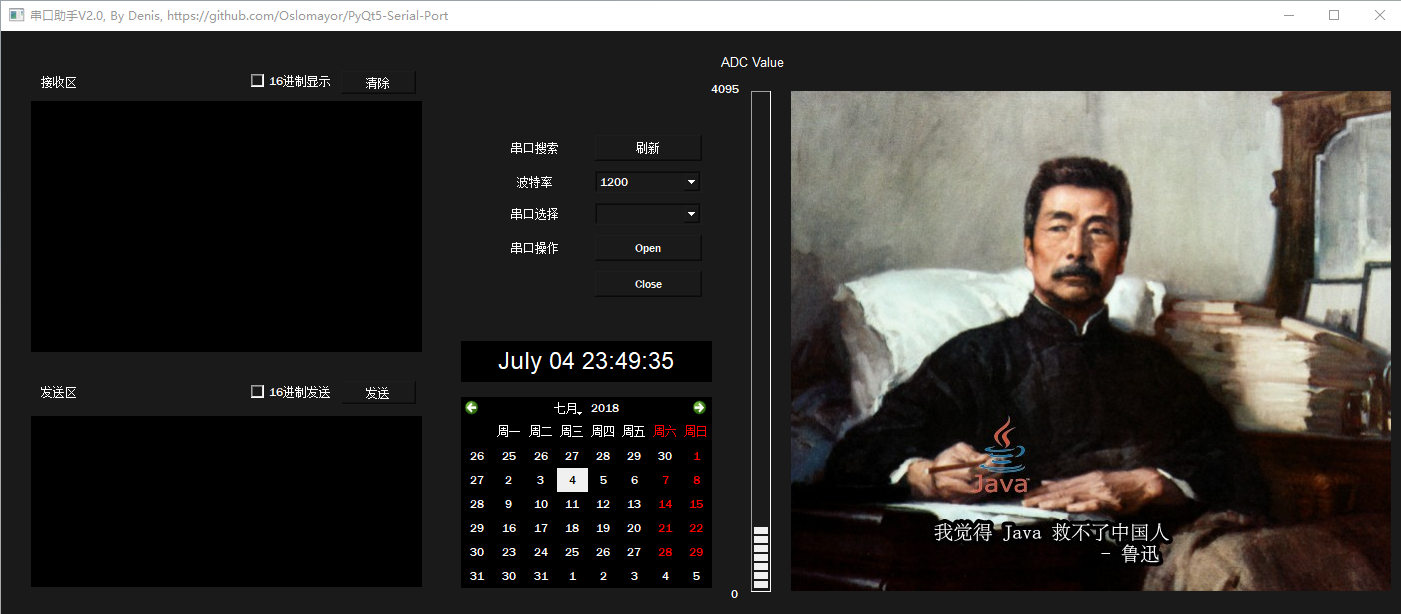 串口助手V2.0, By Denis, https://github.com/Oslomayor/PyQt5-Serial-Port
接收区 16进制显示 清除
发送区 16进制发送 发送
串口搜索 刷新
波特率 1200
串口选择
串口操作 Open
Close
July 04 23:49:35
七月, 2018
周一 周二 周三 周四 周五 周六 周日
26 25 26 27 28 29 30 1
27 2 3 4 5 6 7 8
28 9 10 11 12 13 14 15
29 16 17 18 19 20 21 22
30 23 24 25 26 27 28 29
31 30 31 1 2 3 4 5
ADC Value
4095
0
Java
我觉得 Java 救不了中国人
- 鲁迅